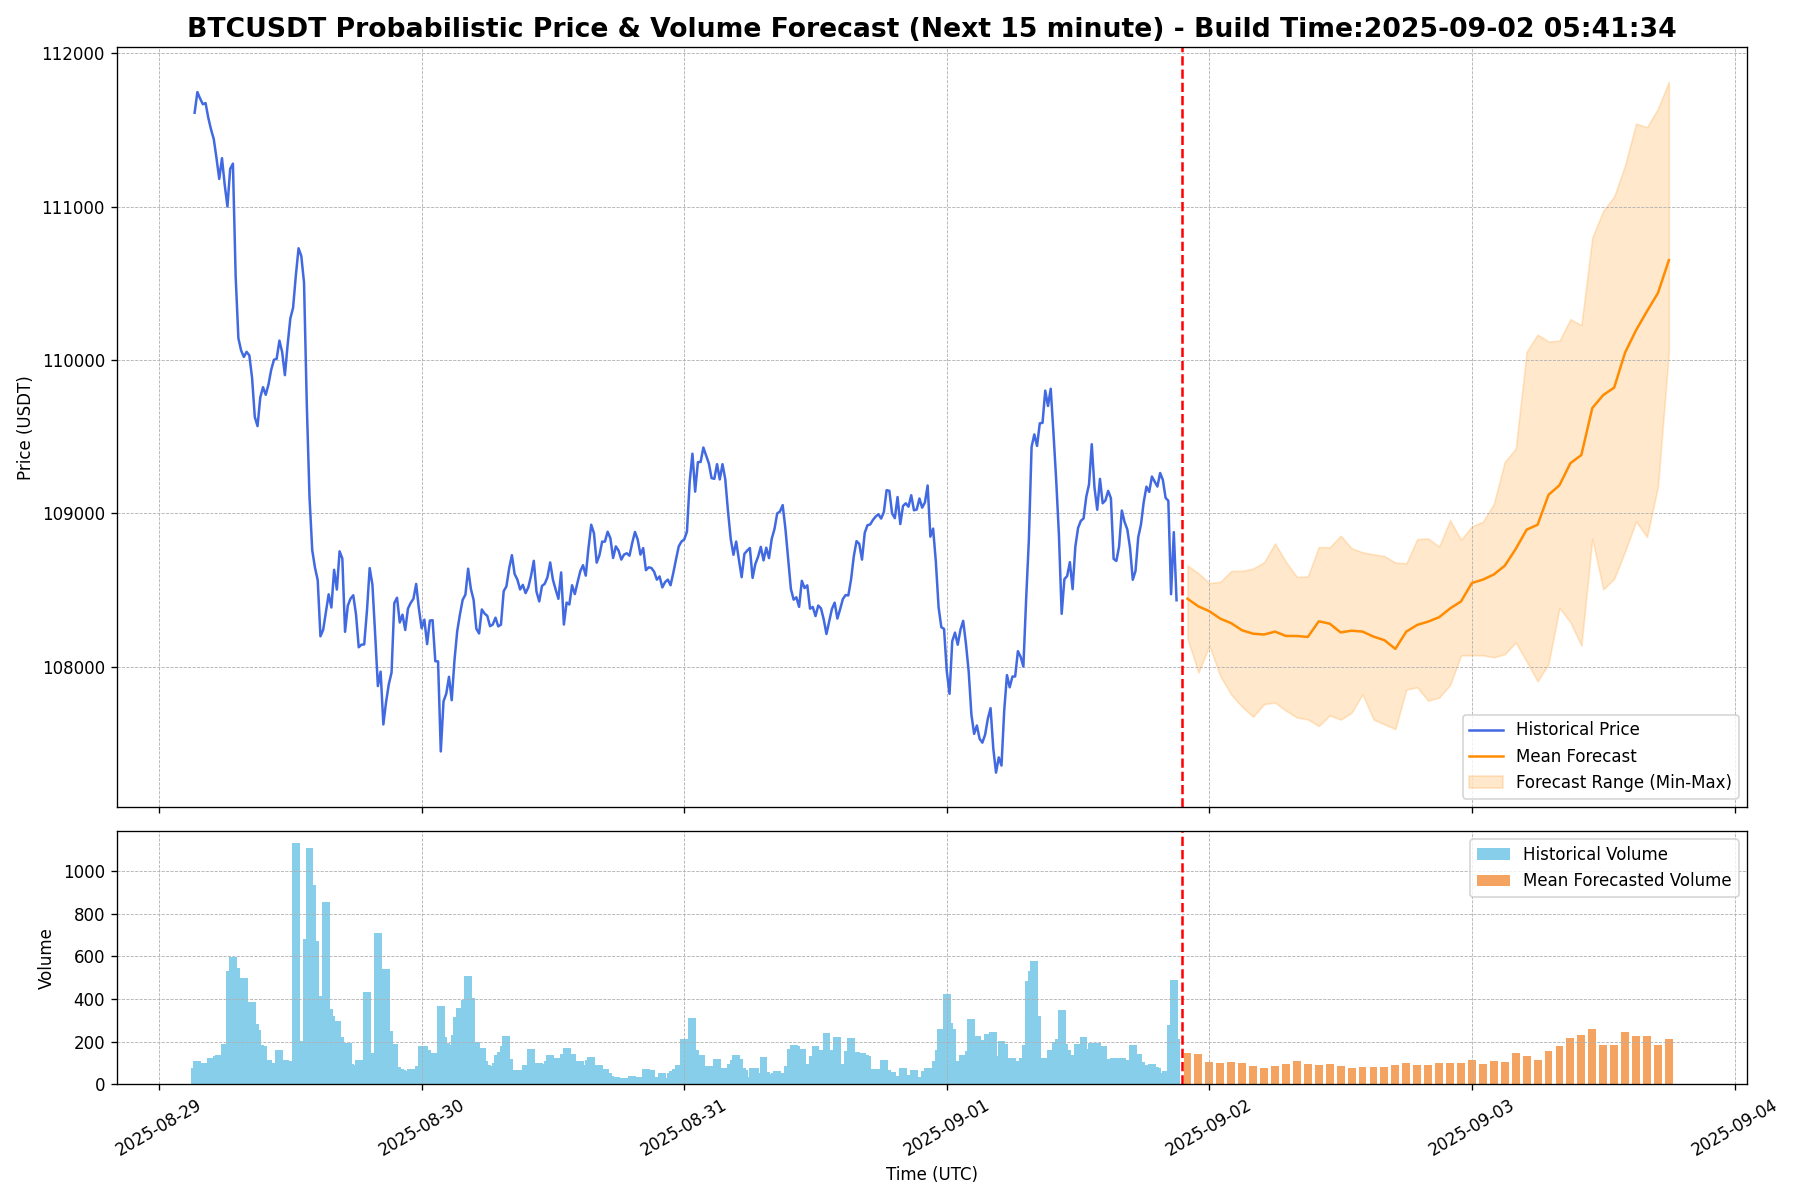 BTCUSDT Probabilistic Price & Volume Forecast (Next 15 minute) - Build Time:2025-09-02 05:41:34
112000
111000
110000
109000
108000
Price (USDT)
Historical Price
Mean Forecast
Forecast Range (Min-Max)
1000
800
600
400
200
0
Volume
Historical Volume
Mean Forecasted Volume
2025-08-29
2025-08-30
2025-08-31
2025-09-01
2025-09-02
2025-09-03
2025-09-04
Time (UTC)